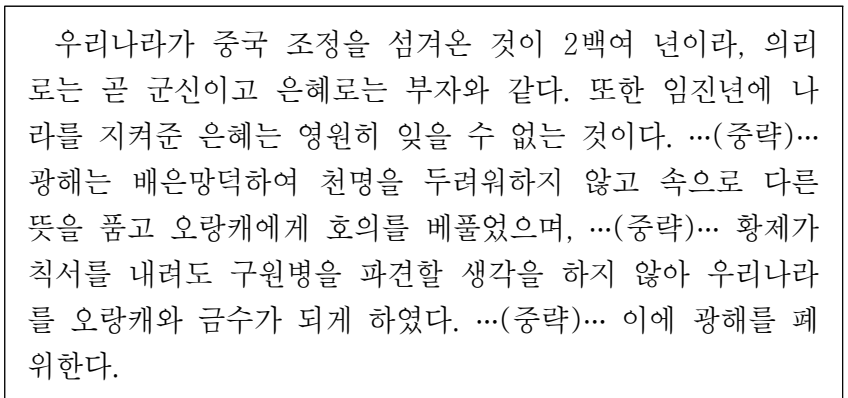 우리나라가 중국 조정을 섬겨온 것이 2백여 년이라, 의리
로는 곧 군신이고 은혜로는 부자와 같다. 또한 임진년에 나
라를 지켜준 은혜는 영원히 잊을 수 없는 것이다. …(중략)…
광해는 배은망덕하여 천명을 두려워하지 않고 속으로 다른
뜻을 품고 오랑캐에게 호의를 베풀었으며, …(중략)… 황제가
칙서를 내려도 구원병을 파견할 생각을 하지 않아 우리나라
를 오랑캐와 금수가 되게 하였다. …(중략)… 이에 광해를 폐
위한다.